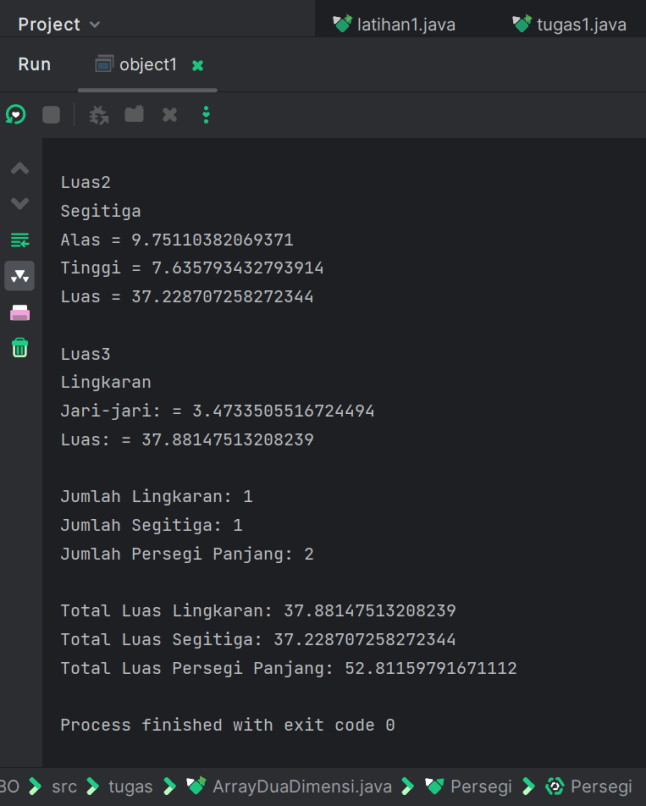 Project
latihan1.java
tugas1.java
Run
object1
Luas2
Segitiga
Alas = 9.75110382069371
Tinggi = 7.635793432793914
Luas = 37.228707258272344
Luas3
Lingkaran
Jari-jari: = 3.4733505516724494
Luas: = 37.88147513208239
Jumlah Lingkaran: 1
Jumlah Segitiga: 1
Jumlah Persegi Panjang: 2
Total Luas Lingkaran: 37.88147513208239
Total Luas Segitiga: 37.228707258272344
Total Luas Persegi Panjang: 52.81159791671112
Process finished with exit code 0
BO src tugas ArrayDuaDimensi.java Persegi Persegi